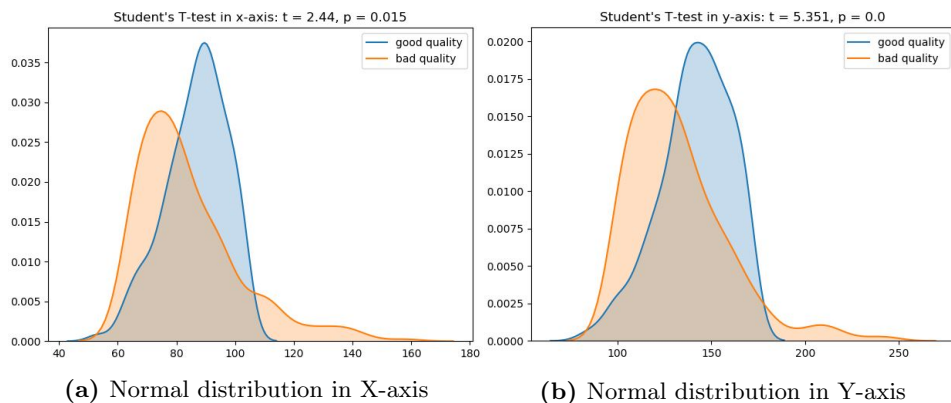 Student's T-test in x-axis: t = 2.44, p = 0.015
good quality
bad quality
0.035
0.030
0.025
0.020
0.015
0.010
0.005
0.000
40 60 80 100 120 140 160 180
(a) Normal distribution in X-axis
Student's T-test in y-axis: t = 5.351, p = 0.0
good quality
bad quality
0.0200
0.0175
0.0150
0.0125
0.0100
0.0075
0.0050
0.0025
0.0000
100 150 200 250
(b) Normal distribution in Y-axis